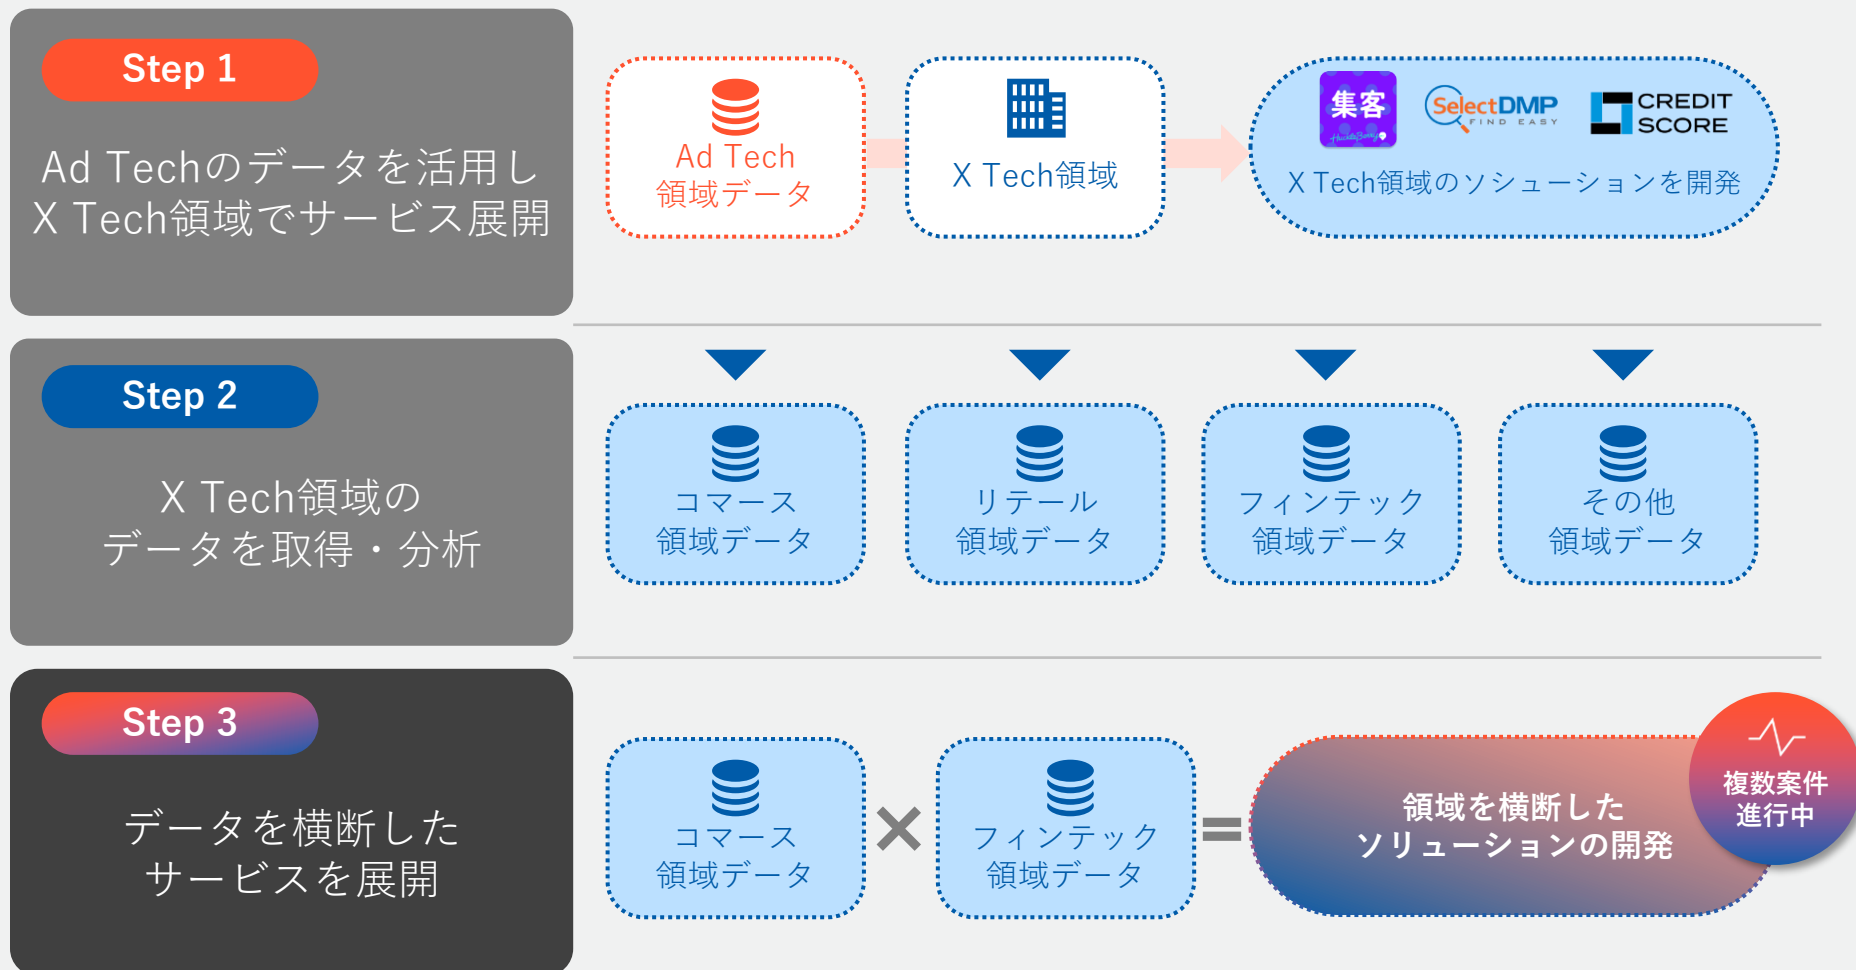 Step 1
Ad Techのデータを活用し
X Tech領域でサービス展開
Ad Tech
領域データ
X Tech領域
集客
SelectDMP
FIND EASY
CREDIT
SCORE
X Tech領域のソシューションを開発
Step 2
X Tech領域の
データを取得・分析
コマース
領域データ
リテール
領域データ
フィンテック
領域データ
その他
領域データ
Step 3
データを横断した
サービスを展開
コマース
領域データ
×
フィンテック
領域データ
=
領域を横断した
ソリューションの開発
複数案件
進行中